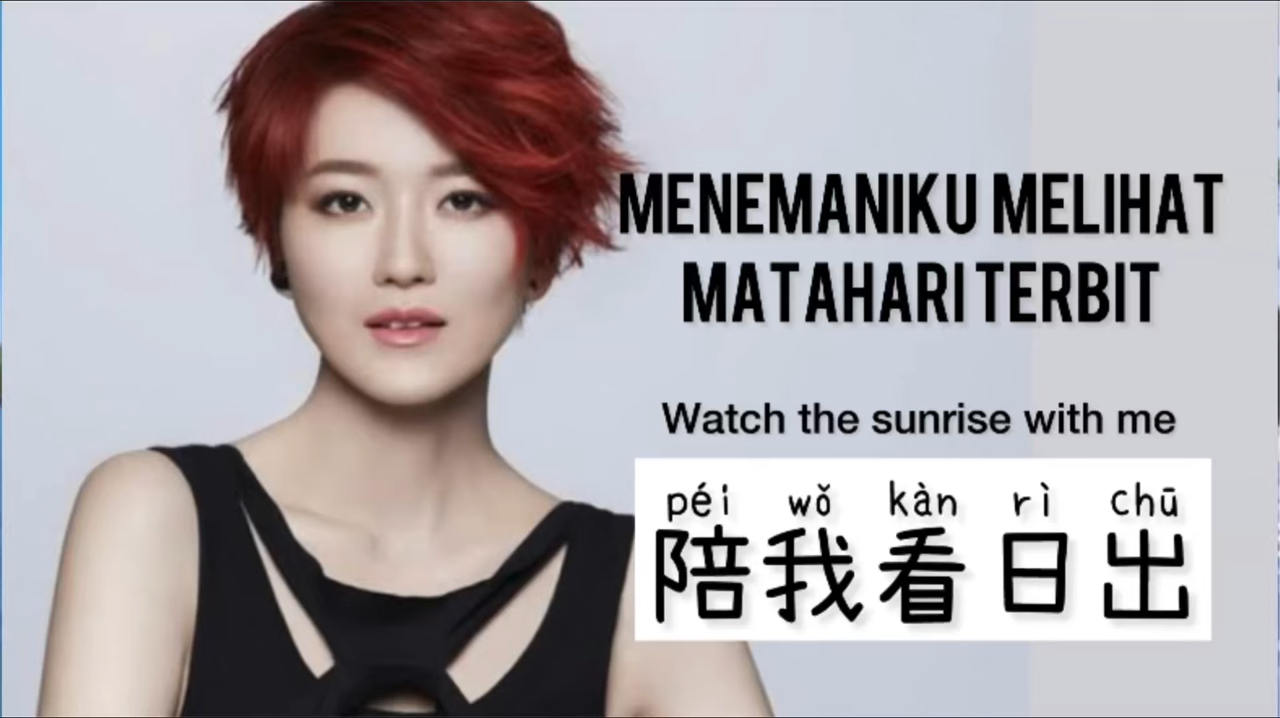 MENEMANIKU MELIHAT
MATAHARI TERBIT
Watch the sunrise with me
péi wǒ kàn rì chū
陪我看日出